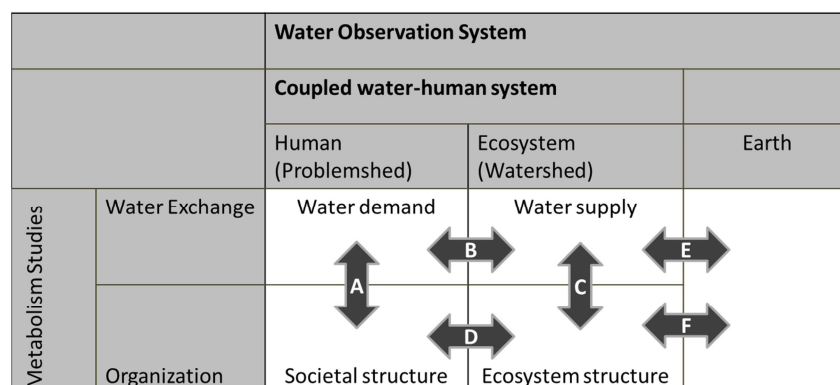 Water Observation System
Coupled water-human system
Human
(Problemshed)
Ecosystem
(Watershed)
Earth
Metabolism Studies
Water Exchange
Water demand
Water supply
B
E
A
C
D
F
Organization
Societal structure
Ecosystem structure